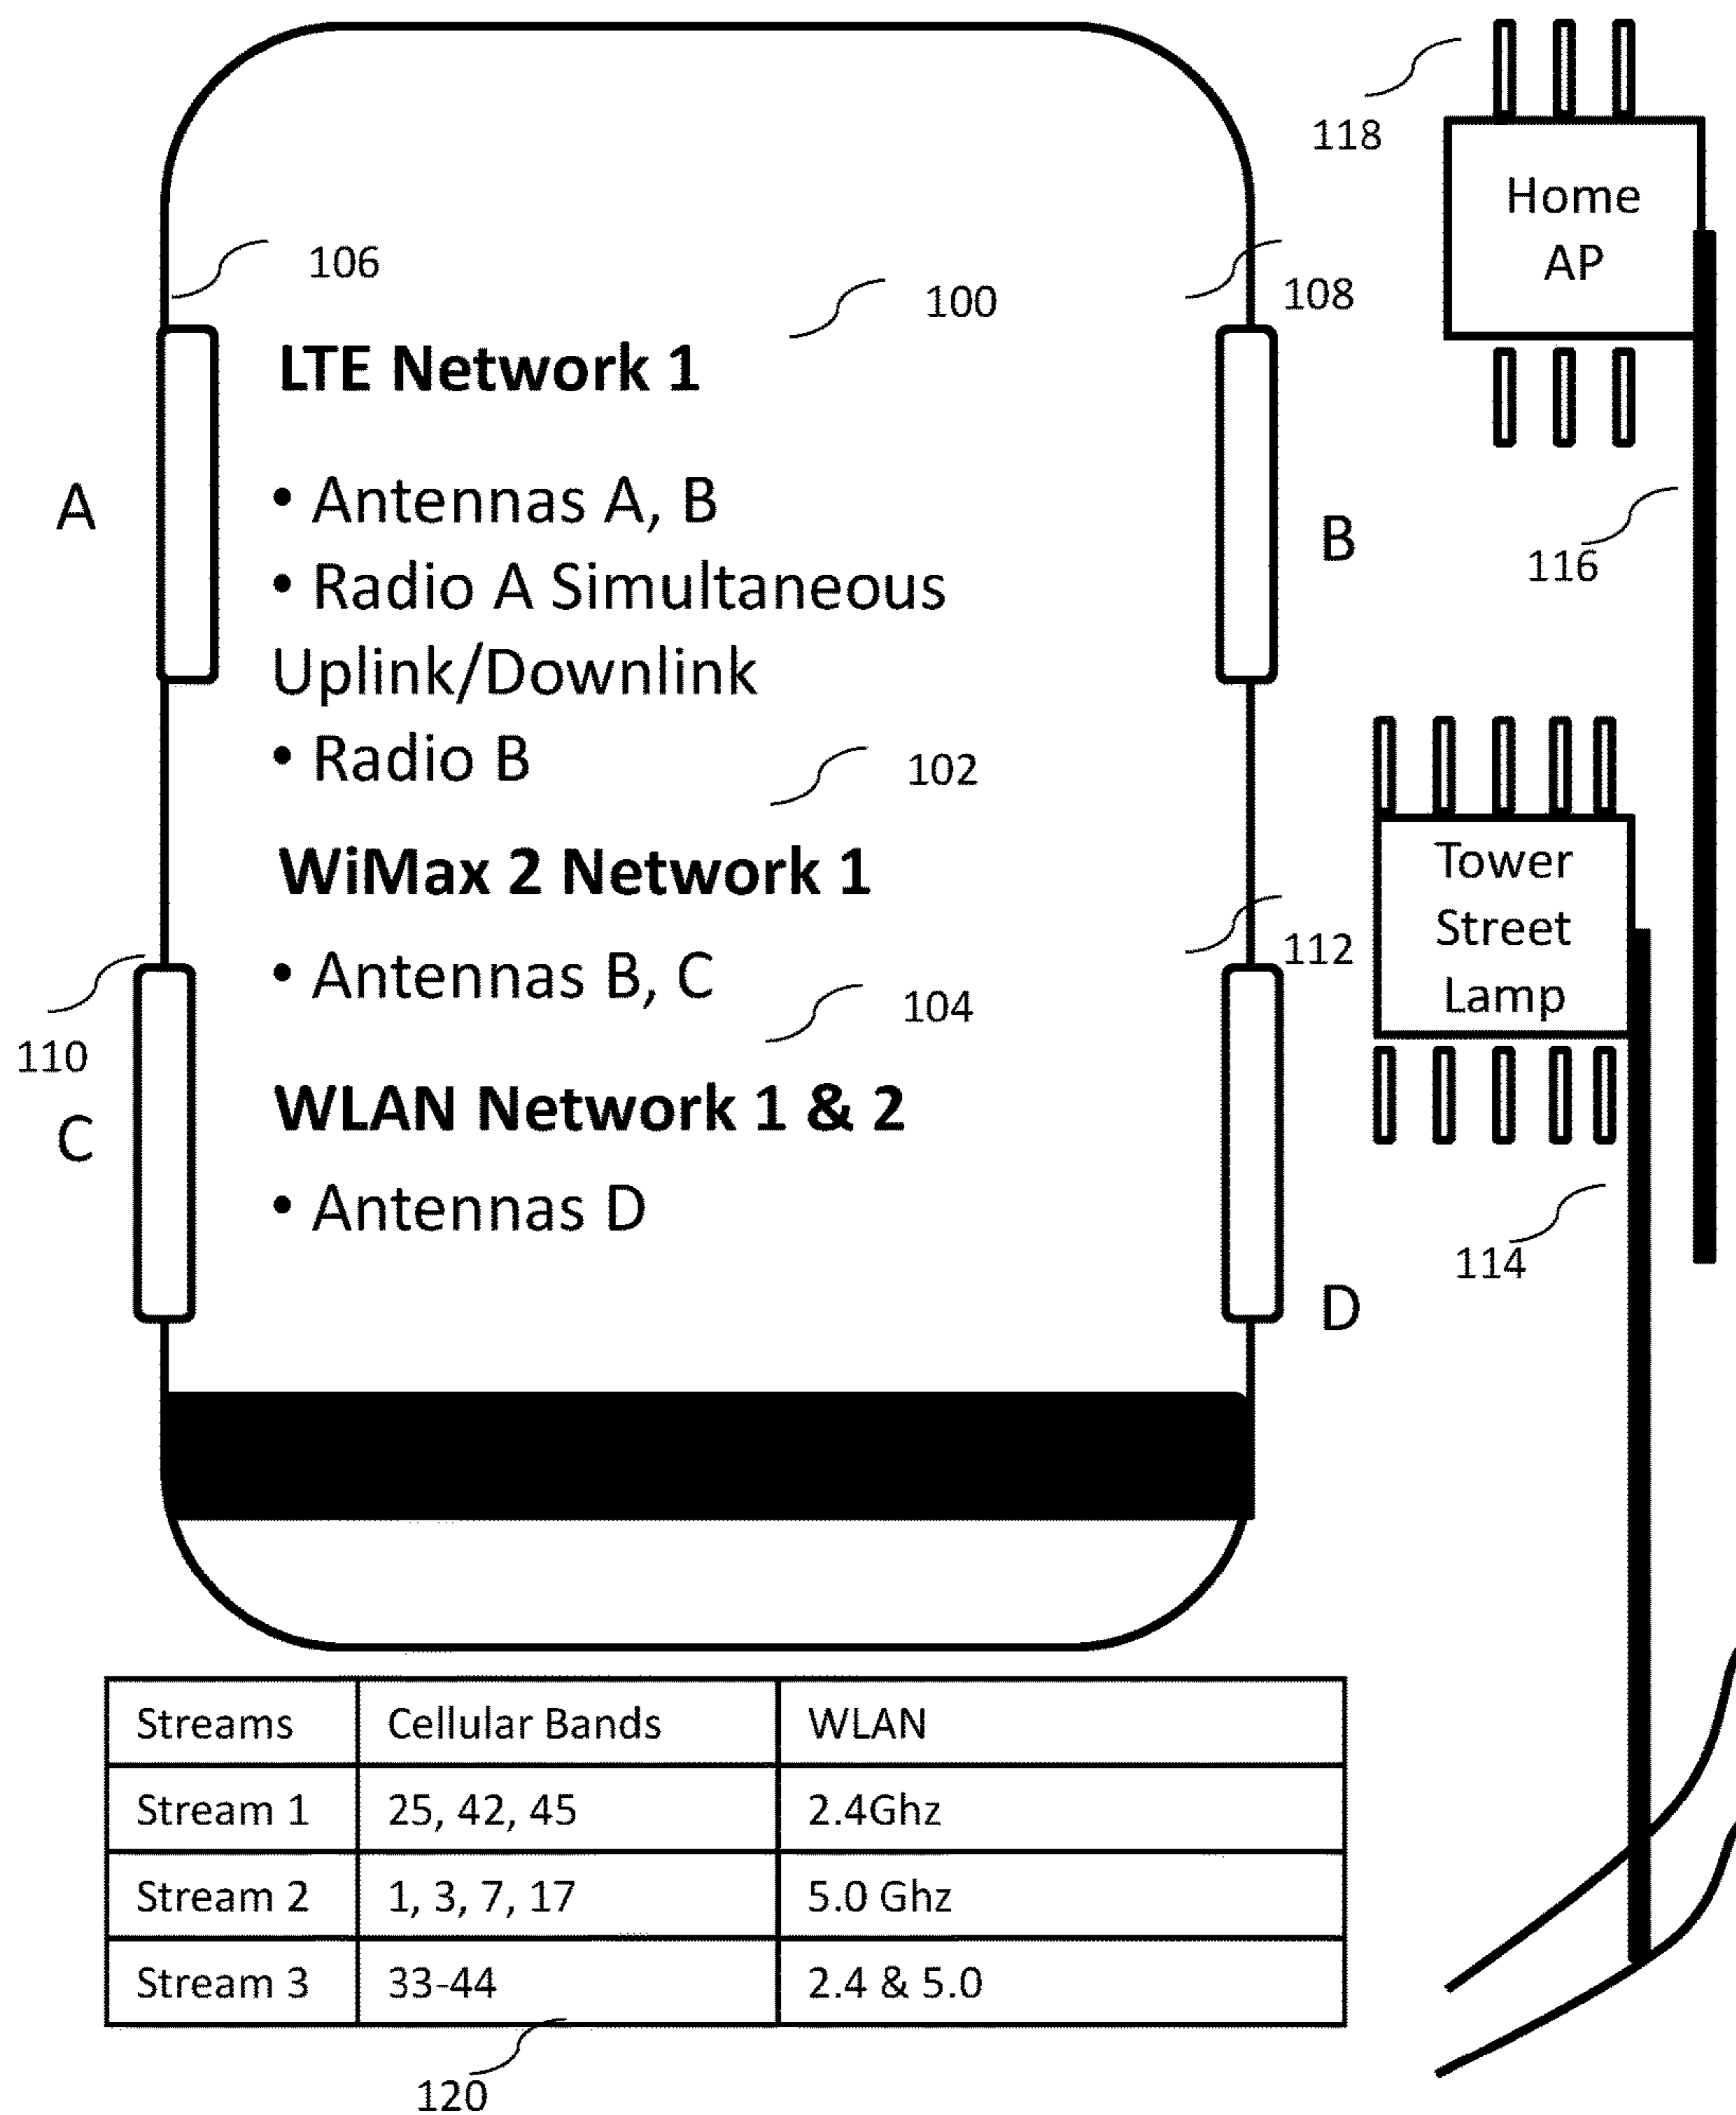 118
Home
AP
106
100
108
LTE Network 1
A
• Antennas A, B
B
• Radio A Simultaneous
Uplink/Downlink
116
• Radio B
102
WiMax 2 Network 1
Tower
Street
Lamp
112
• Antennas B, C
104
110
C
WLAN Network 1 & 2
• Antennas D
114
D
Streams Cellular Bands WLAN
Stream 1 25, 42, 45 2.4Ghz
Stream 2 1, 3, 7, 17 5.0 Ghz
Stream 3 33-44 2.4 & 5.0
120